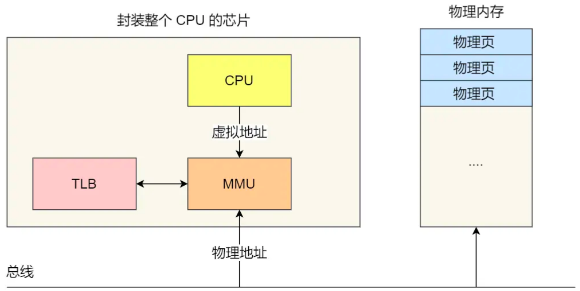 封装整个 CPU 的芯片
物理内存
物理页
物理页
物理页
CPU
虚拟地址
TLB
MMU
....
物理地址
总线